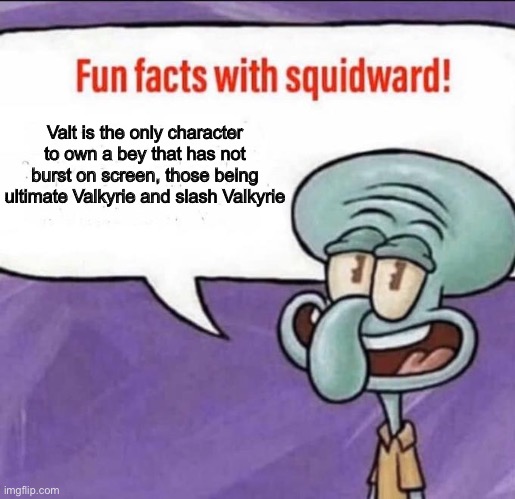 Fun facts with squidward!
Valt is the only character
to own a bey that has not
burst on screen, those being
ultimate Valkyrie and slash Valkyrie
imgflip.com